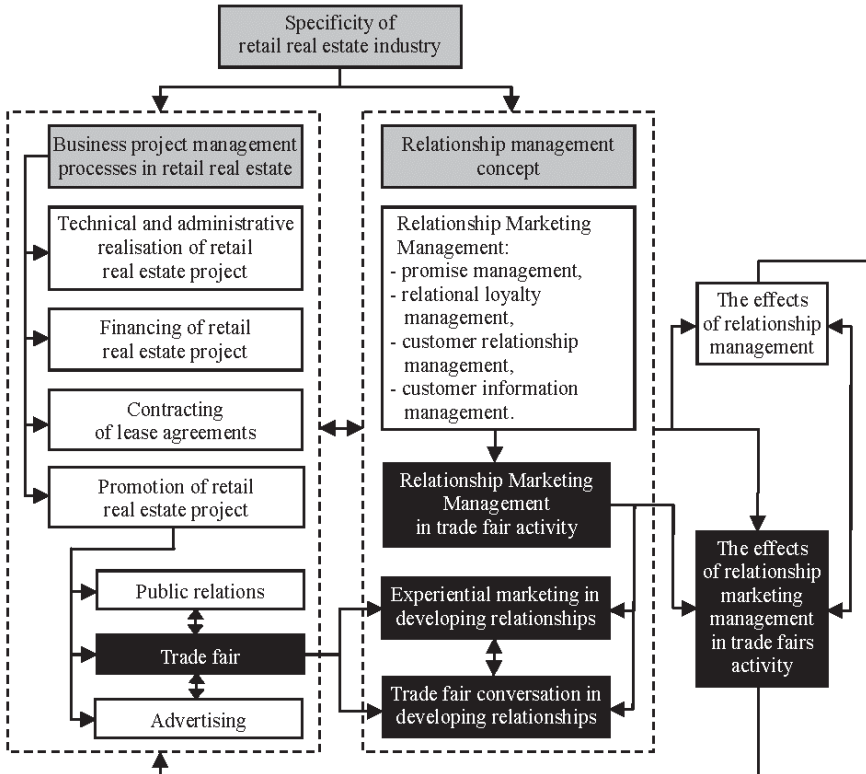 Specificity of
retail real estate industry
Business project management
processes in retail real estate
Technical and administrative
realisation of retail
real estate project
Financing of retail
real estate project
Contracting
of lease agreements
Promotion of retail
real estate project
Public relations
Trade fair
Advertising
Relationship management
concept
Relationship Marketing
Management:
- promise management,
- relational loyalty
management,
- customer relationship
management,
- customer information
management.
Relationship Marketing
Management
in trade fair activity
Experiential marketing in
developing relationships
Trade fair conversation in
developing relationships
The effects
of relationship
management
The effects
of relationship
marketing
management
in trade fairs
activity